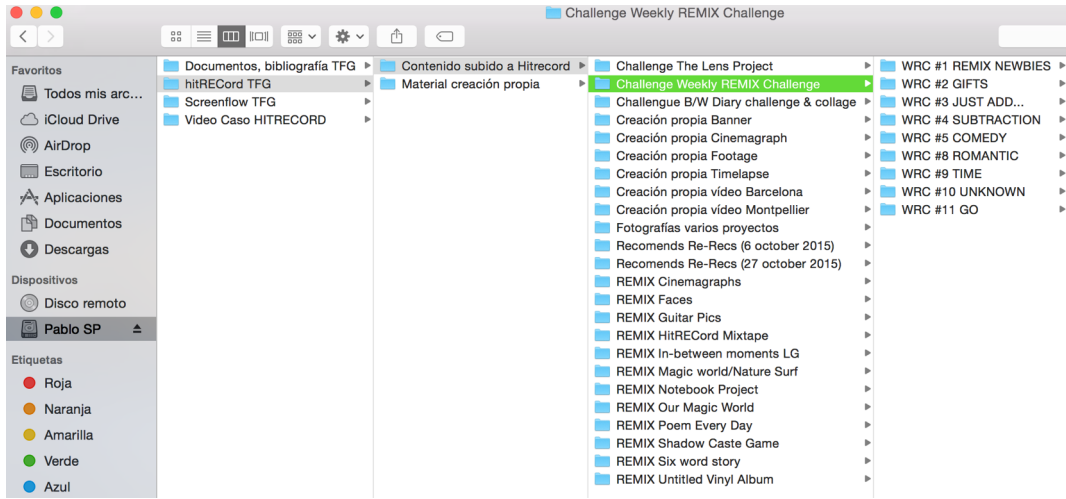 Challenge Weekly REMIX Challenge
Favoritos
Todos mis arc...
iCloud Drive
AirDrop
Escritorio
Aplicaciones
Documentos
Descargas
Dispositivos
Disco remoto
Pablo SP
Etiquetas
Roja
Naranja
Amarilla
Verde
Azul
Documentos, bibliografía TFG
hitRECord TFG
Screenflow TFG
Video Caso HITRECORD
Contenido subido a Hitrecord
Material creación propia
Challenge The Lens Project
Challenge Weekly REMIX Challenge
Challengue B/W Diary challenge & collage
Creación propia Banner
Creación propia Cinemagraph
Creación propia Footage
Creación propia Timelapse
Creación propia vídeo Barcelona
Creación propia vídeo Montpellier
Fotografías varios proyectos
Recomends Re-Recs (6 october 2015)
Recomends Re-Recs (27 october 2015)
REMIX Cinemagraphs
REMIX Faces
REMIX Guitar Pics
REMIX HitRECord Mixtape
REMIX In-between moments LG
REMIX Magic world/Nature Surf
REMIX Notebook Project
REMIX Our Magic World
REMIX Poem Every Day
REMIX Shadow Caste Game
REMIX Six word story
REMIX Untitled Vinyl Album
WRC #1 REMIX NEWBIES
WRC #2 GIFTS
WRC #3 JUST ADD...
WRC #4 SUBTRACTION
WRC #5 COMEDY
WRC #8 ROMANTIC
WRC #9 TIME
WRC #10 UNKNOWN
WRC #11 GO